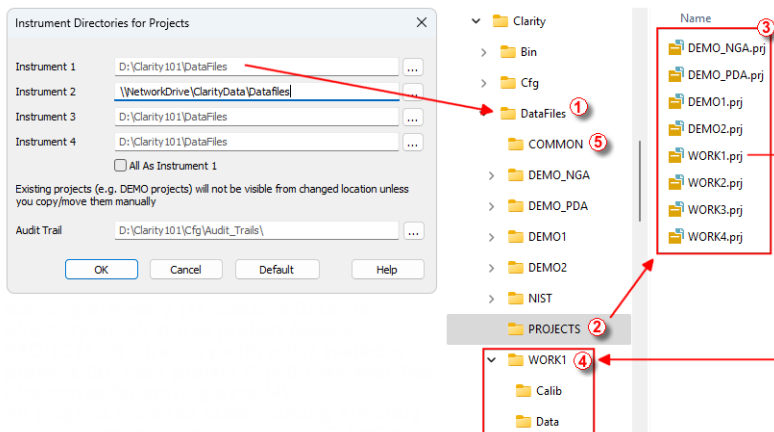 Instrument Directories for Projects
Instrument 1
D:\Clarity101\DataFiles
...
Instrument 2
\\NetworkDrive\ClarityData\Datafiles
...
Instrument 3
D:\Clarity101\DataFiles
...
Instrument 4
D:\Clarity101\DataFiles
...
All As Instrument 1
Existing projects (e.g. DEMO projects) will not be visible from changed location unless
you copy/move them manually
Audit Trail
D:\Clarity101\Cfg\Audit_Trails\
...
OK
Cancel
Default
Help
Clarity
Bin
Cfg
DataFiles 1
COMMON 5
DEMO_NGA
DEMO_PDA
DEMO1
DEMO2
NIST
PROJECTS 2
WORK1 4
Calib
Data
Name
3
DEMO_NGA.prj
DEMO_PDA.prj
DEMO1.prj
DEMO2.prj
WORK1.prj
WORK2.prj
WORK3.prj
WORK4.prj